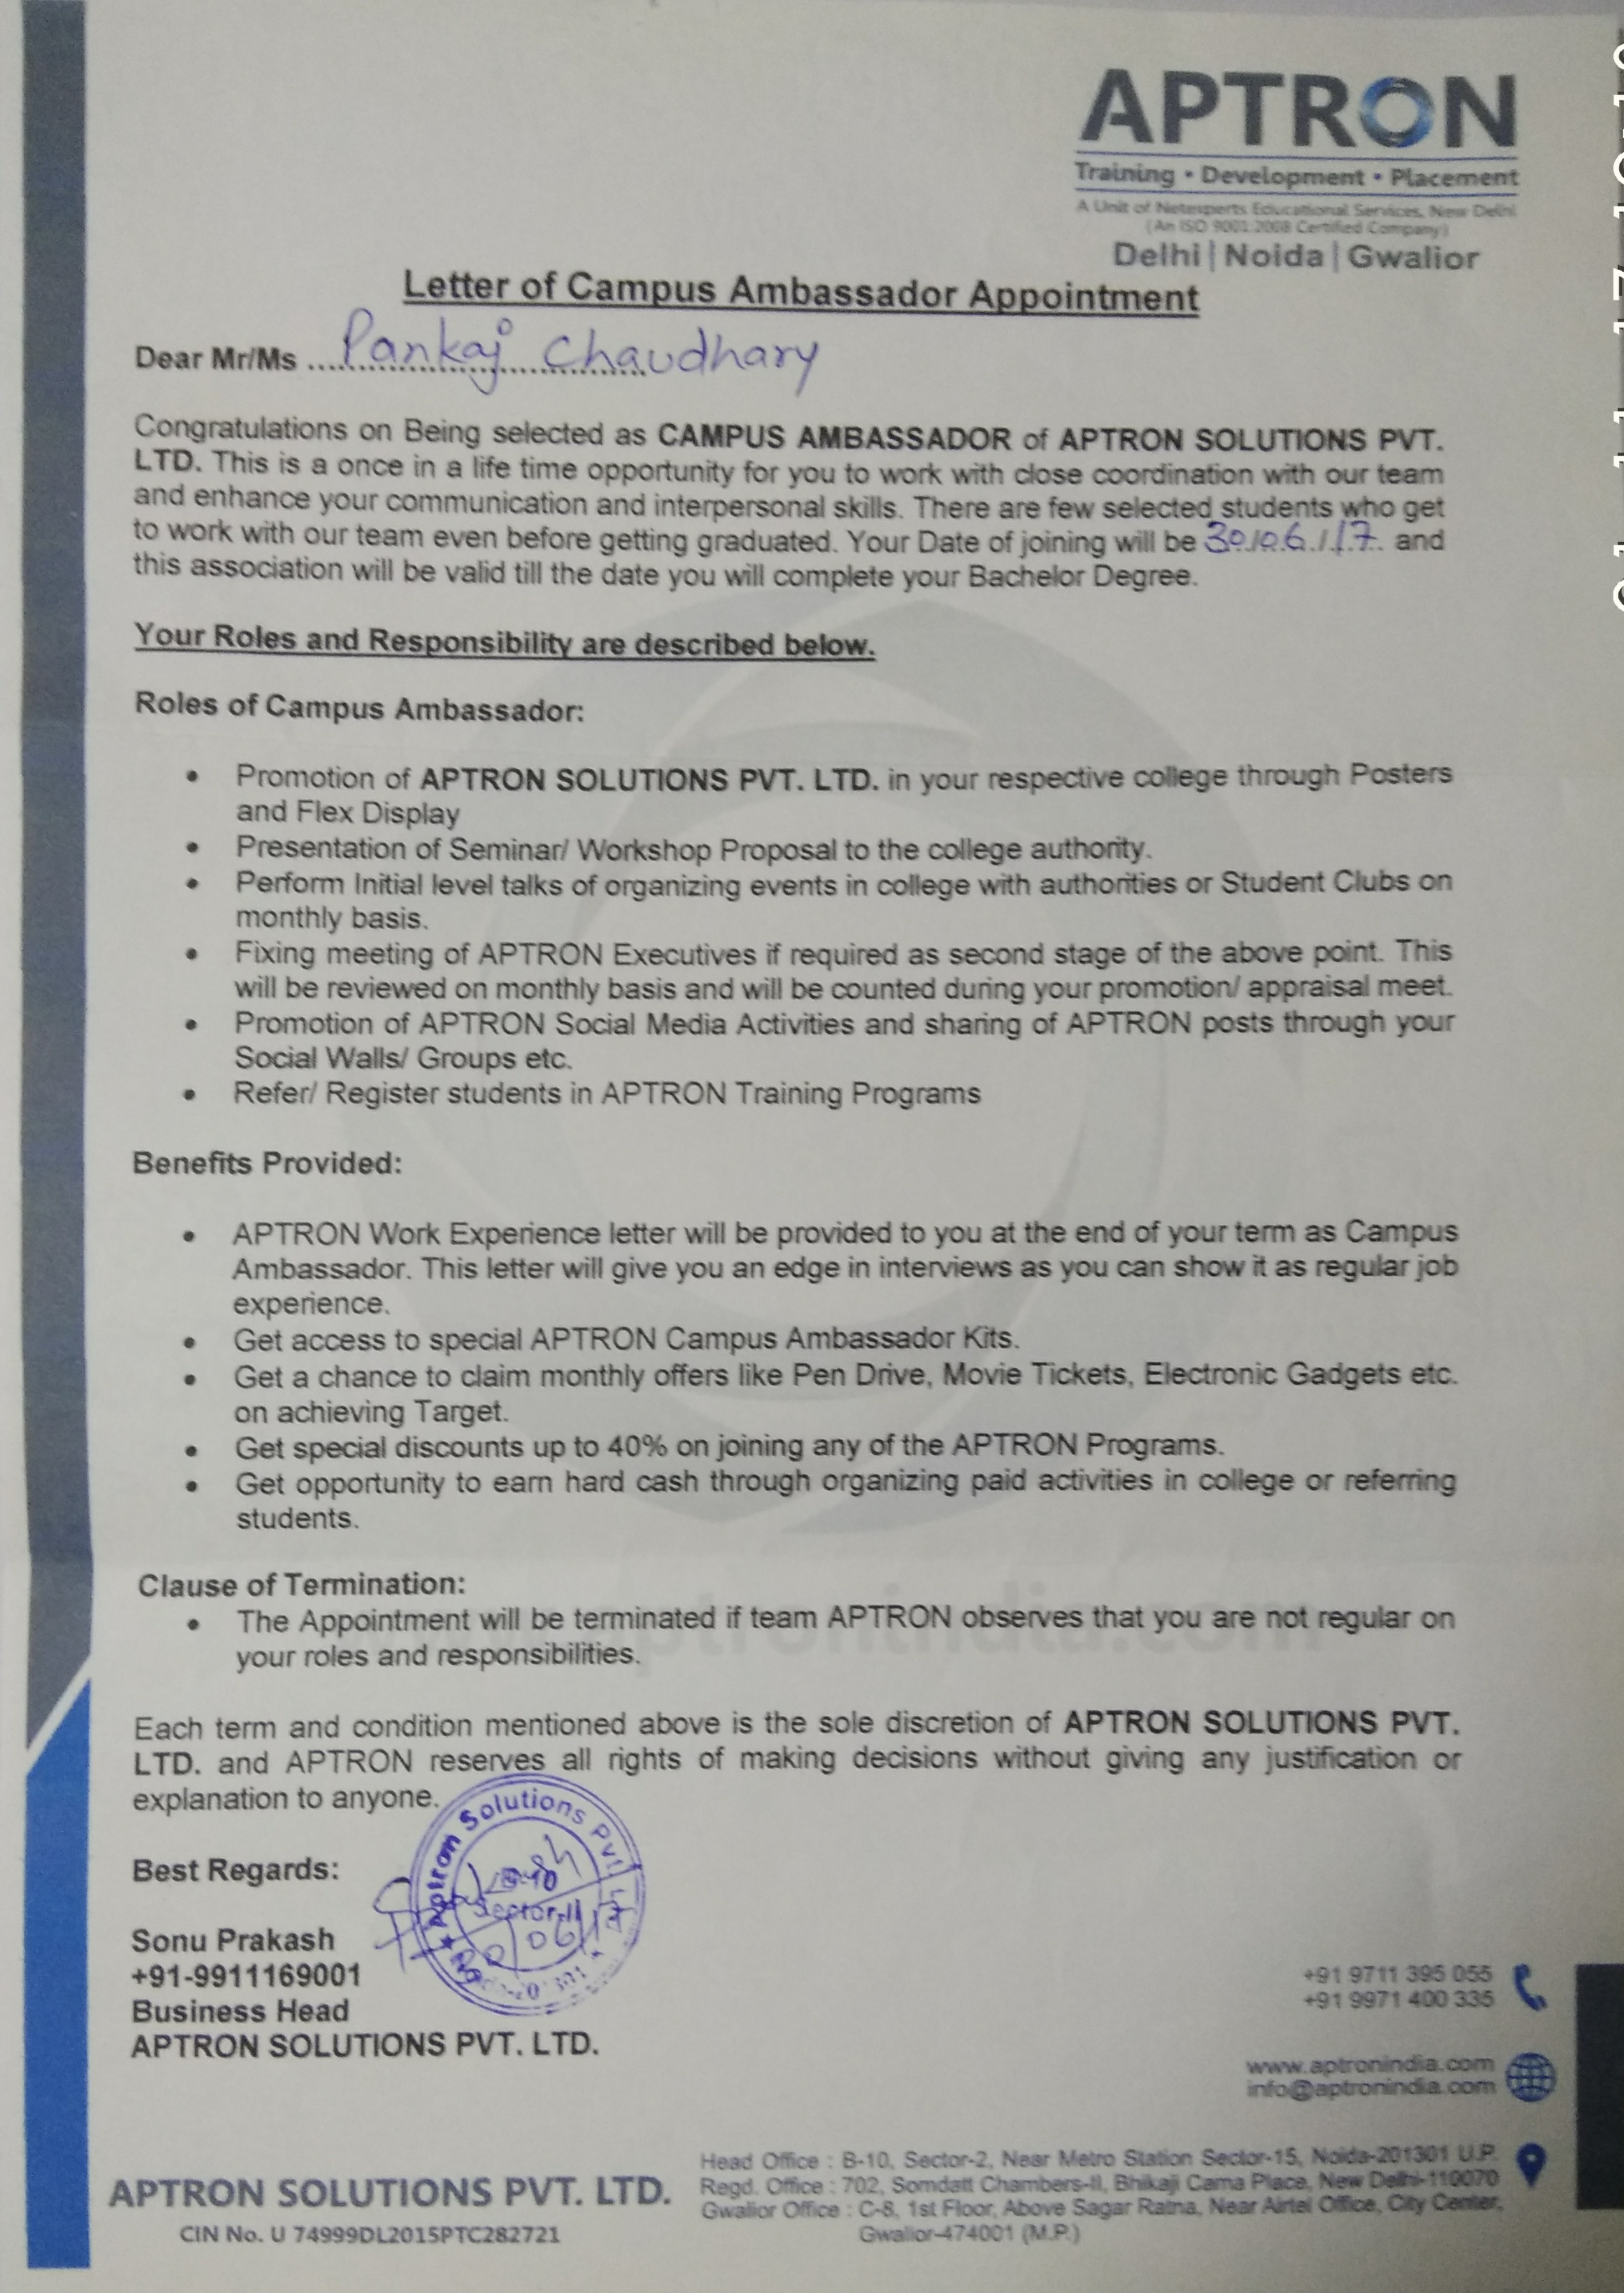 APTRON
Training • Development • Placement
A Unit of Netexperts Educational Services, New Delhi
(An ISO 9001:2008 Certified Company)
Delhi | Noida | Gwalior
Letter of Campus Ambassador Appointment
Dear Mr/Ms .... Pankaj Chaudhary
Congratulations on Being selected as CAMPUS AMBASSADOR of APTRON SOLUTIONS PVT.
LTD. This is a once in a life time opportunity for you to work with close coordination with our team
and enhance your communication and interpersonal skills. There are few selected students who get
to work with our team even before getting graduated. Your Date of joining will be 30/06/17 and
this association will be valid till the date you will complete your Bachelor Degree.
Your Roles and Responsibility are described below.
Roles of Campus Ambassador:
• Promotion of APTRON SOLUTIONS PVT. LTD. in your respective college through Posters
and Flex Display
• Presentation of Seminar/ Workshop Proposal to the college authority.
• Perform Initial level talks of organizing events in college with authorities or Student Clubs on
monthly basis.
• Fixing meeting of APTRON Executives if required as second stage of the above point. This
will be reviewed on monthly basis and will be counted during your promotion/ appraisal meet.
• Promotion of APTRON Social Media Activities and sharing of APTRON posts through your
Social Walls/ Groups etc.
• Refer/ Register students in APTRON Training Programs
Benefits Provided:
• APTRON Work Experience letter will be provided to you at the end of your term as Campus
Ambassador. This letter will give you an edge in interviews as you can show it as regular job
experience.
• Get access to special APTRON Campus Ambassador Kits.
• Get a chance to claim monthly offers like Pen Drive, Movie Tickets, Electronic Gadgets etc.
on achieving Target.
• Get special discounts up to 40% on joining any of the APTRON Programs.
• Get opportunity to earn hard cash through organizing paid activities in college or referring
students.
Clause of Termination:
• The Appointment will be terminated if team APTRON observes that you are not regular on
your roles and responsibilities.
aptronindia.com
Each term and condition mentioned above is the sole discretion of APTRON SOLUTIONS PVT.
LTD. and APTRON reserves all rights of making decisions without giving any justification or
explanation to anyone.
Aptron Solutions Pvt.
B-10
Sector-II
Best Regards:
Sonu Prakash
+91-9911169001
Business Head
APTRON SOLUTIONS PVT. LTD.
+91 9711 395 055
+91 9971 400 335
www.aptronindia.com
info@aptronindia.com
APTRON SOLUTIONS PVT. LTD.
CIN No. U 74999DL2015PTC282721
Head Office : B-10, Sector-2, Near Metro Station Sector-15, Noida-201301 U.P.
Regd. Office : 702, Somdatt Chambers-II, Bhikaji Cama Place, New Delhi-110070
Gwalior Office : C-8, 1st Floor, Above Sagar Ratna, Near Airtel Office, City Center,
Gwalior-474001 (M.P.)